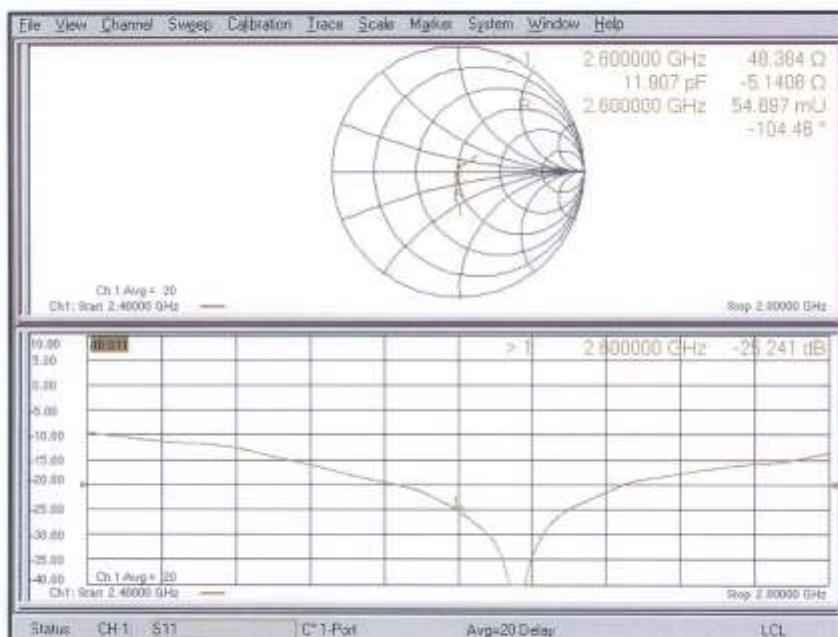 File View Channel Sweep Calibration Trace Scale Marker System Window Help
> 1 2.600000 GHz 48.384 Ω
11.907 pF -5.1408 Ω
2.600000 GHz 54.697 mU
-104.46 °
Ch 1 Avg = 20
Ch1: Start 2.40000 GHz
Stop 2.80000 GHz
10.00
> 1 2.600000 GHz -25.241 dB
5.00
0.00
-5.00
-10.00
-15.00
-20.00
-25.00
-30.00
-35.00
-40.00
Ch 1 Avg = 20
Ch1: Start 2.40000 GHz
Stop 2.80000 GHz
Status CH 1: S11 C* 1-Port Avg=20 Delay LCL